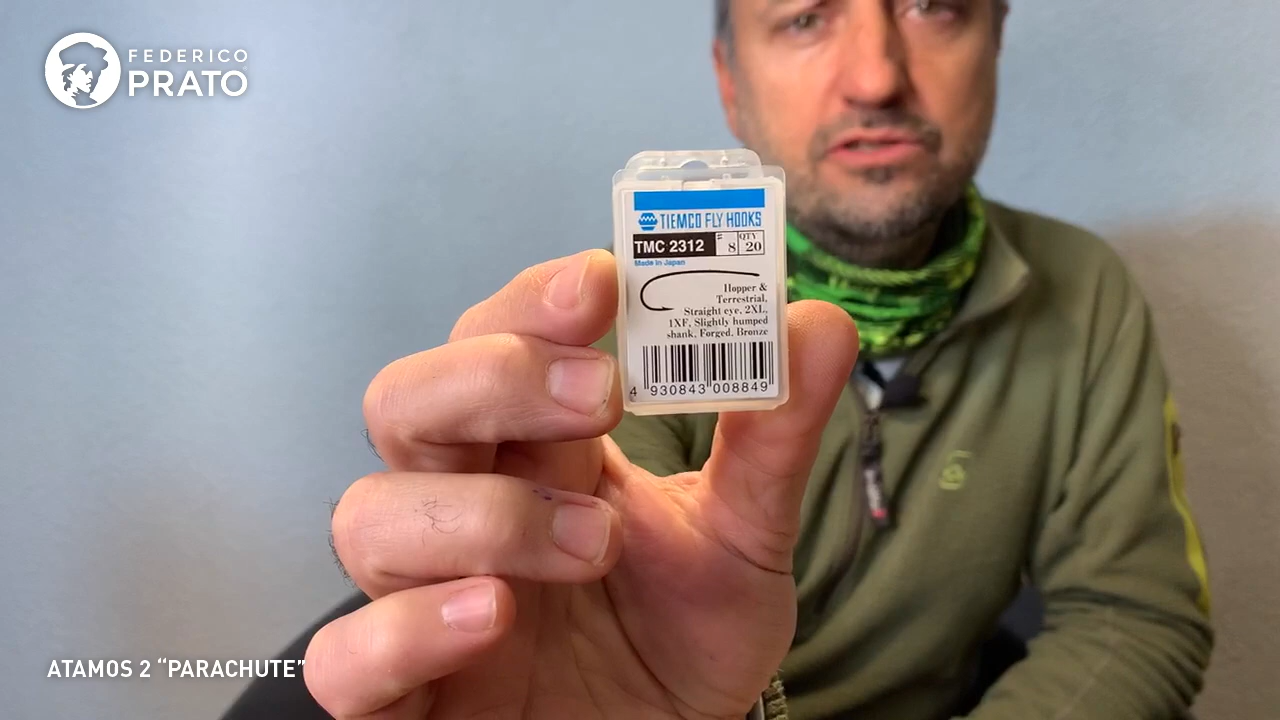 FEDERICO
PRATO
TIEMCO FLY HOOKS
TMC 2312 # 8 QTY 20
Made in Japan
Hopper &
Terrestrial,
Straight eye, 2XL,
1XF, Slightly humped
shank, Forged, Bronze
4 930843 008849
ATAMOS 2 “PARACHUTE”